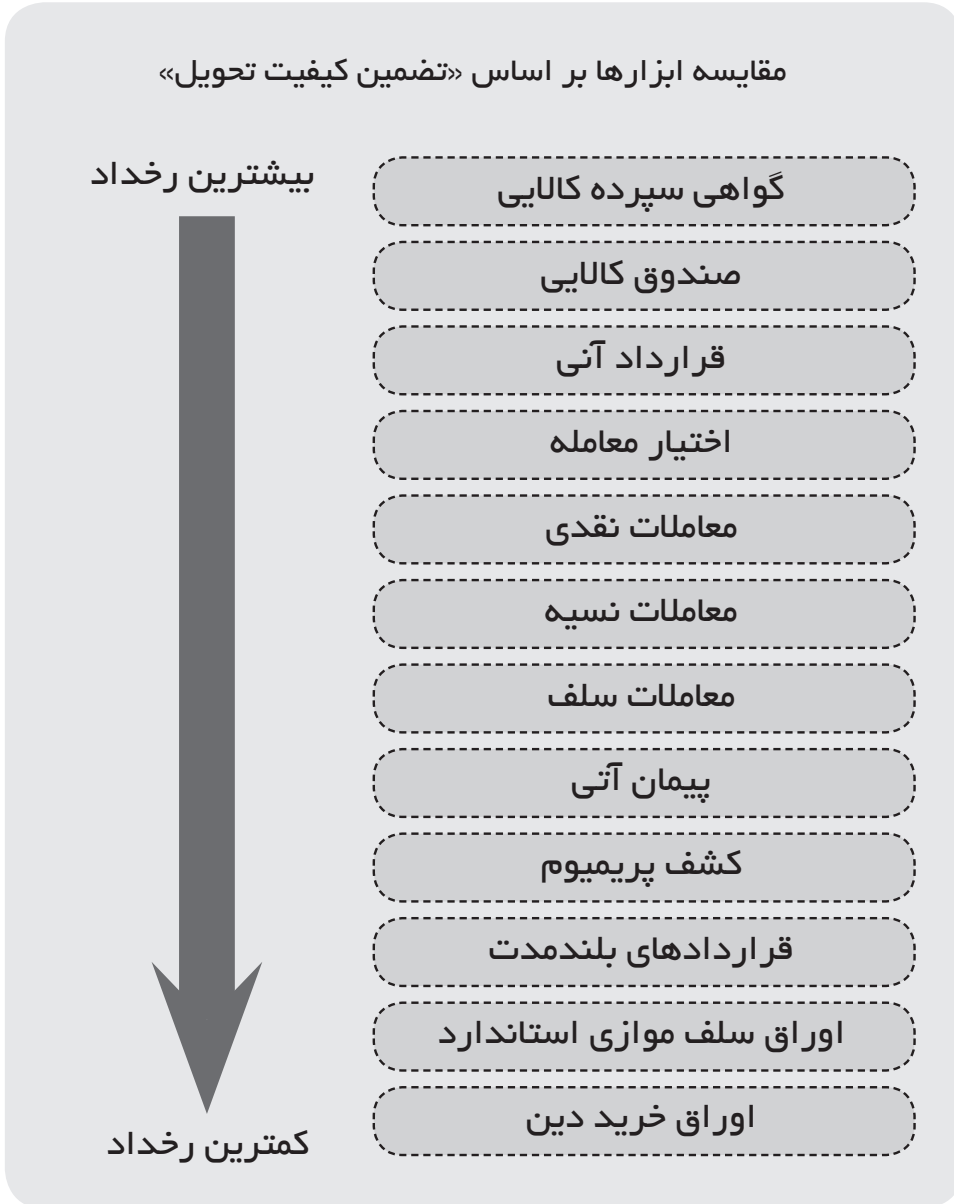 مقایسه ابزارها بر اساس «تضمین کیفیت تحویل»
بیشترین رخداد
گواهی سپرده کالایی
صندوق کالایی
قرارداد آتی
اختیار معامله
معاملات نقدی
معاملات نسیه
معاملات سلف
پیمان آتی
کشف پریمیوم
قراردادهای بلندمدت
اوراق سلف موازی استاندارد
اوراق خرید دین
کمترین رخداد